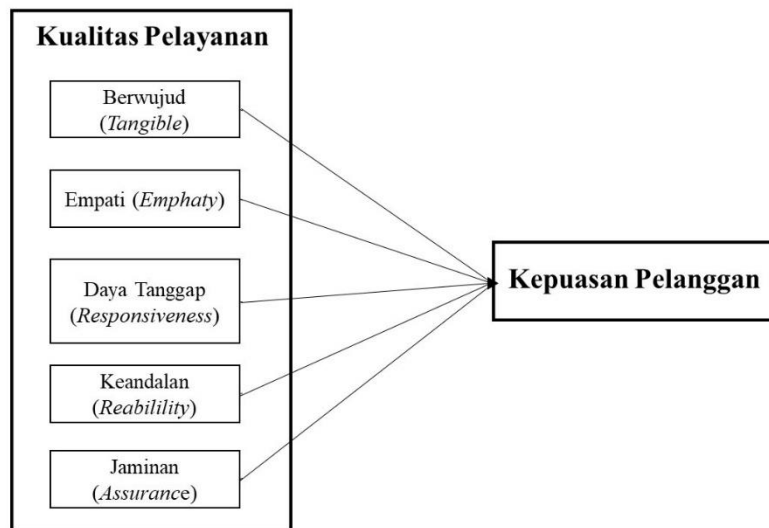 Kualitas Pelayanan
Berwujud
(Tangible)
Empati (Emphaty)
Daya Tanggap
(Responsiveness)
Keandalan
(Reabilility)
Jaminan
(Assurance)
Kepuasan Pelanggan